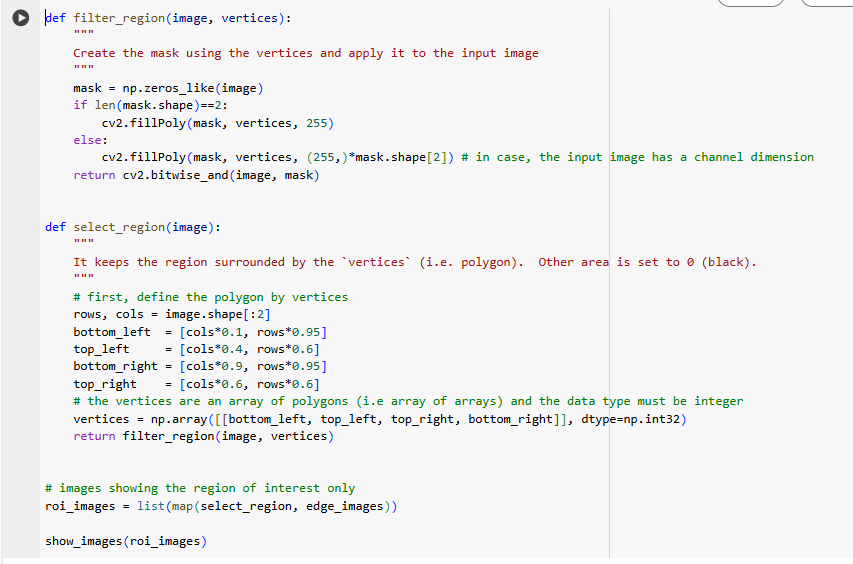 def filter_region(image, vertices):
    """
    Create the mask using the vertices and apply it to the input image
    """
    mask = np.zeros_like(image)
    if len(mask.shape)==2:
        cv2.fillPoly(mask, vertices, 255)
    else:
        cv2.fillPoly(mask, vertices, (255,)*mask.shape[2]) # in case, the input image has a channel dimension
    return cv2.bitwise_and(image, mask)


def select_region(image):
    """
    It keeps the region surrounded by the `vertices` (i.e. polygon).  Other area is set to 0 (black).
    """
    # first, define the polygon by vertices
    rows, cols = image.shape[:2]
    bottom_left  = [cols*0.1, rows*0.95]
    top_left     = [cols*0.4, rows*0.6]
    bottom_right = [cols*0.9, rows*0.95]
    top_right    = [cols*0.6, rows*0.6]
    # the vertices are an array of polygons (i.e array of arrays) and the data type must be integer
    vertices = np.array([[bottom_left, top_left, top_right, bottom_right]], dtype=np.int32)
    return filter_region(image, vertices)


# images showing the region of interest only
roi_images = list(map(select_region, edge_images))

show_images(roi_images)